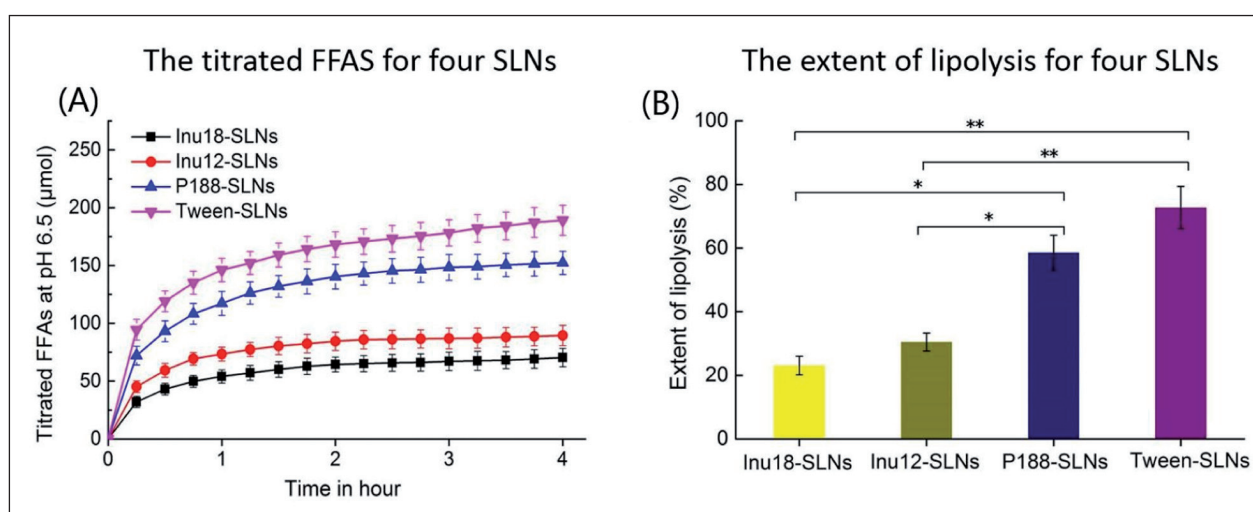 The titrated FFAS for four SLNs
(A)
Inu18-SLNs
Inu12-SLNs
P188-SLNs
Tween-SLNs
Titrated FFAs at pH 6.5 (μmol)
250
200
150
100
50
0
0 1 2 3 4
Time in hour
The extent of lipolysis for four SLNs
(B)
Extent of lipolysis (%)
100
80
60
40
20
0
**
**
*
*
Inu18-SLNs Inu12-SLNs P188-SLNs Tween-SLNs